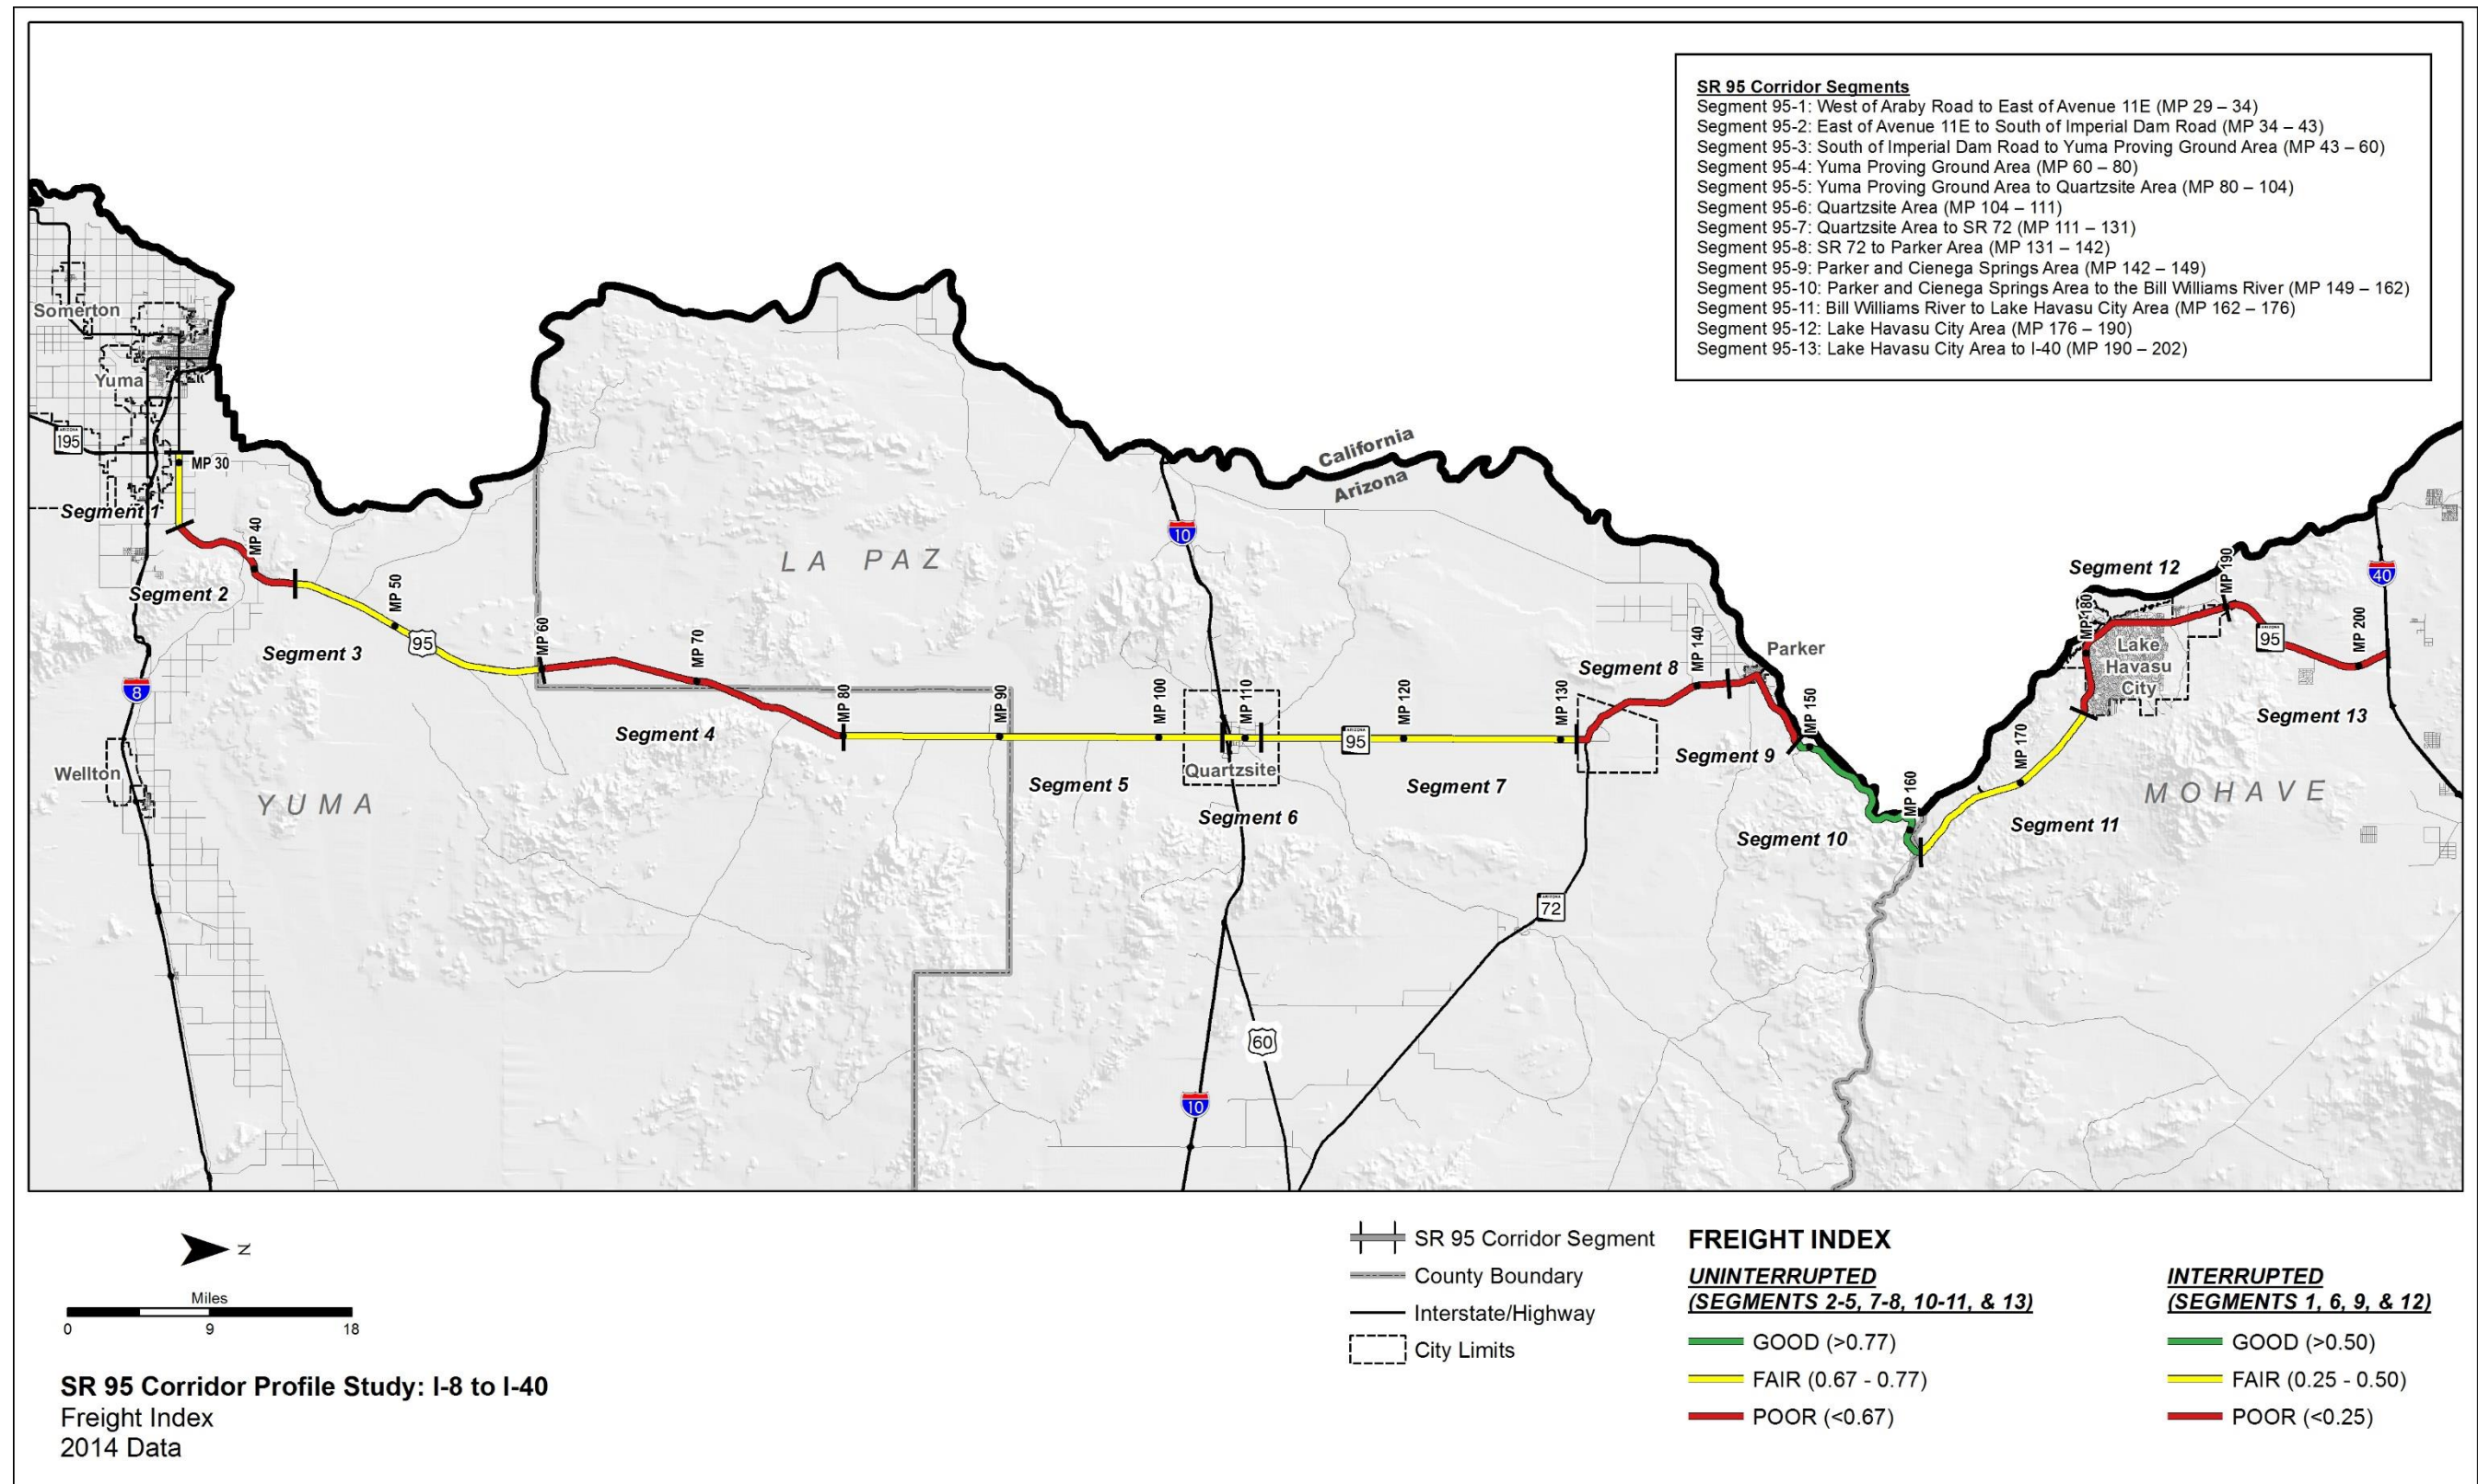 SR 95 Corridor Segments
Segment 95-1: West of Araby Road to East of Avenue 11E (MP 29 – 34)
Segment 95-2: East of Avenue 11E to South of Imperial Dam Road (MP 34 – 43)
Segment 95-3: South of Imperial Dam Road to Yuma Proving Ground Area (MP 43 – 60)
Segment 95-4: Yuma Proving Ground Area (MP 60 – 80)
Segment 95-5: Yuma Proving Ground Area to Quartzsite Area (MP 80 – 104)
Segment 95-6: Quartzsite Area (MP 104 – 111)
Segment 95-7: Quartzsite Area to SR 72 (MP 111 – 131)
Segment 95-8: SR 72 to Parker Area (MP 131 – 142)
Segment 95-9: Parker and Cienega Springs Area (MP 142 – 149)
Segment 95-10: Parker and Cienega Springs Area to the Bill Williams River (MP 149 – 162)
Segment 95-11: Bill Williams River to Lake Havasu City Area (MP 162 – 176)
Segment 95-12: Lake Havasu City Area (MP 176 – 190)
Segment 95-13: Lake Havasu City Area to I-40 (MP 190 – 202)
Somerton
Yuma
ARIZONA
195
MP 30
Segment 1
MP 40
Segment 2
MP 50
95
Segment 3
8
Wellton
YUMA
MP 60
LA PAZ
MP 70
Segment 4
MP 80
MP 90
Segment 5
MP 100
10
MP 110
Quartzsite
Segment 6
California
Arizona
MP 120
ARIZONA
95
Segment 7
MP 130
Segment 8
MP 140
Parker
Segment 9
MP 150
Segment 10
MP 160
ARIZONA
72
60
10
MP 170
Segment 11
MOHAVE
MP 180
Segment 12
Lake
Havasu
City
MP 190
ARIZONA
95
MP 200
Segment 13
40
N
Miles
0 9 18
SR 95 Corridor Profile Study: I-8 to I-40
Freight Index
2014 Data
SR 95 Corridor Segment
County Boundary
Interstate/Highway
City Limits
FREIGHT INDEX
UNINTERRUPTED
(SEGMENTS 2-5, 7-8, 10-11, & 13)
GOOD (>0.77)
FAIR (0.67 - 0.77)
POOR (<0.67)
INTERRUPTED
(SEGMENTS 1, 6, 9, & 12)
GOOD (>0.50)
FAIR (0.25 - 0.50)
POOR (<0.25)